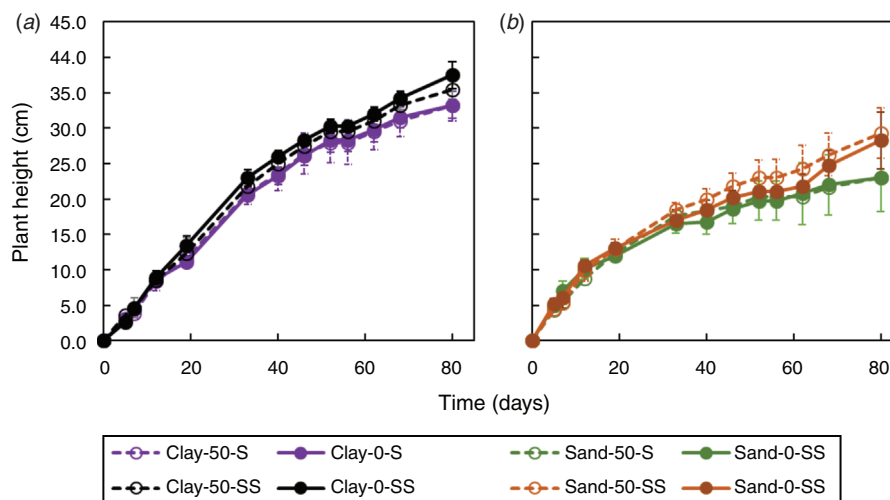 (a) (b)
45.0
44.0
35.0
30.0
25.0
20.0
15.0
10.0
5.0
0.0
Plant height (cm)
0 20 40 60 80 0 20 40 60 80
Time (days)
Clay-50-S Clay-0-S Sand-50-S Sand-0-SS
Clay-50-SS Clay-0-SS Sand-50-SS Sand-0-SS